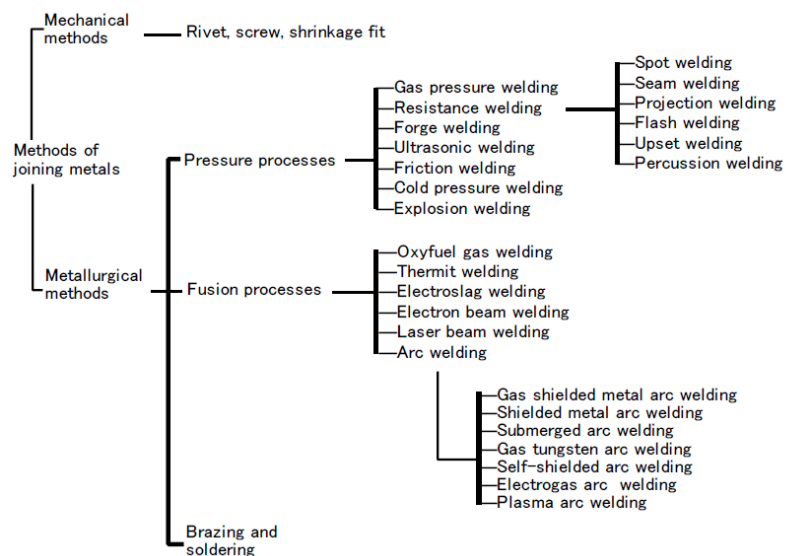 Mechanical
methods
Rivet, screw, shrinkage fit
Methods of
joining metals
Metallurgical
methods
Pressure processes
Gas pressure welding
Resistance welding
Forge welding
Ultrasonic welding
Friction welding
Cold pressure welding
Explosion welding
Spot welding
Seam welding
Projection welding
Flash welding
Upset welding
Percussion welding
Fusion processes
Oxyfuel gas welding
Thermit welding
Electroslag welding
Electron beam welding
Laser beam welding
Arc welding
Gas shielded metal arc welding
Shielded metal arc welding
Submerged arc welding
Gas tungsten arc welding
Self-shielded arc welding
Electrogas arc welding
Plasma arc welding
Brazing and
soldering